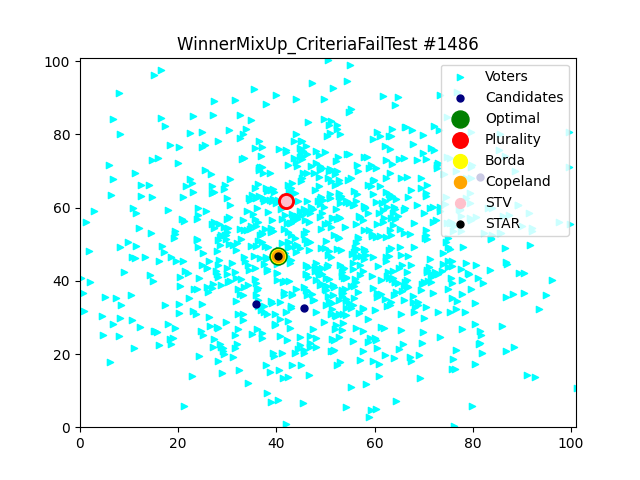 WinnerMixUp_CriteriaFailTest #1486
100
80
60
40
20
0
0 20 40 60 80 100
Voters
Candidates
Optimal
Plurality
Borda
Copeland
STV
STAR